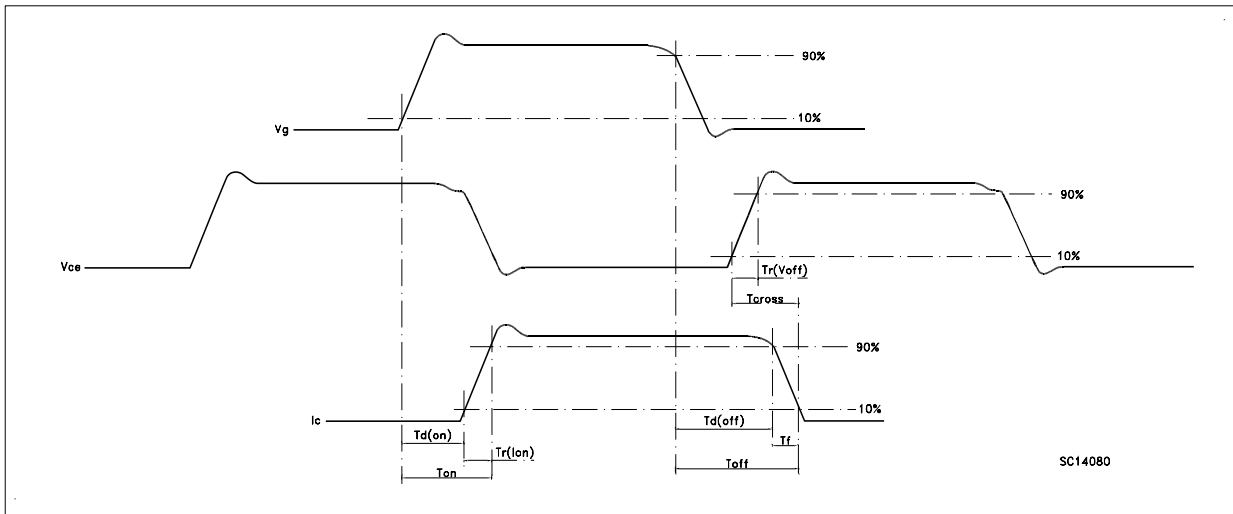 90%
10%
Vg
90%
Vce
10%
Tr(Voff)
Tcross
90%
10%
Ic
Td(on)
Td(off)
Tf
Tr(Ion)
Ton
Toff
SC14080